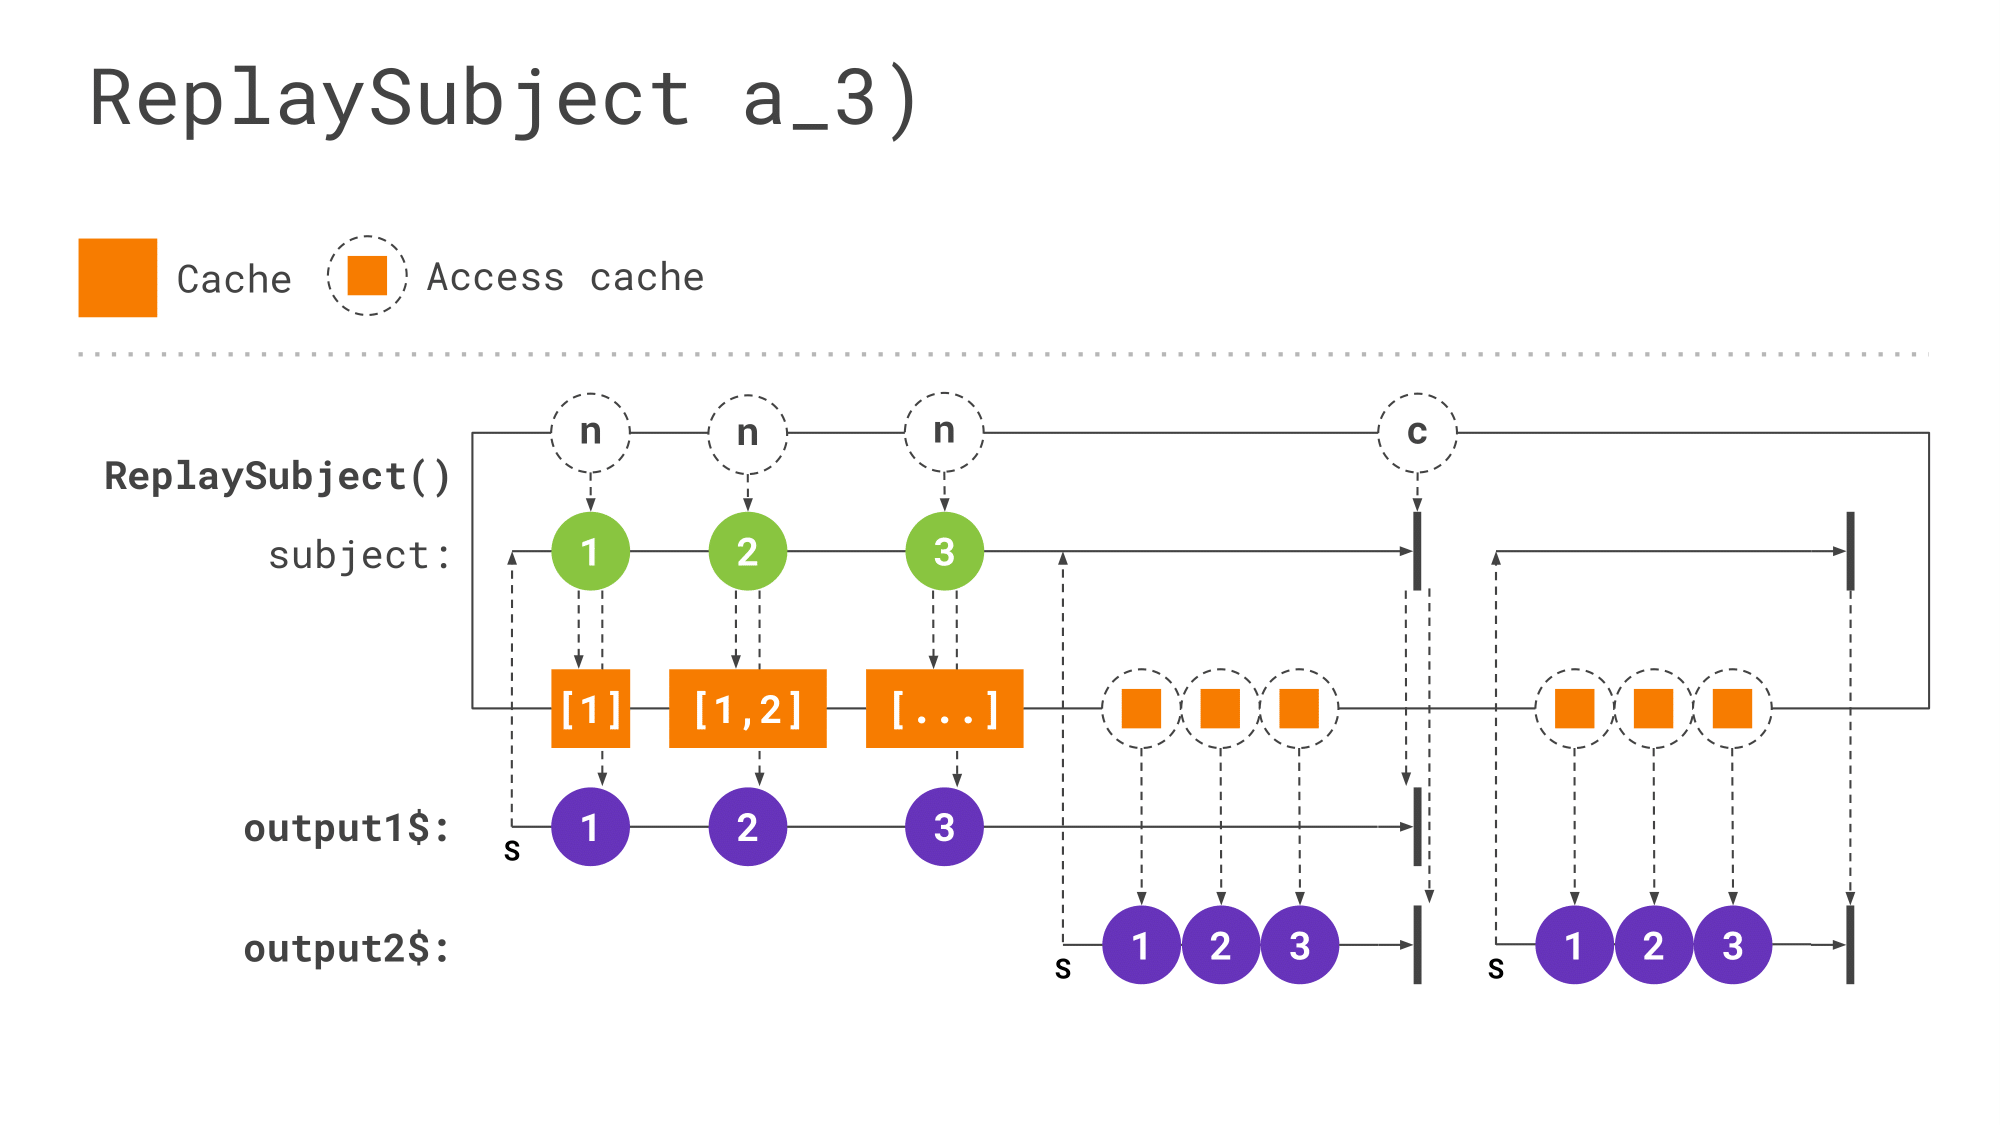 ReplaySubject a_3)
Cache Access cache
n n n c
ReplaySubject()
subject: 1 2 3
[1] [1,2] [...]
output1$: 1 2 3
s
output2$: 1 2 3 1 2 3
s s